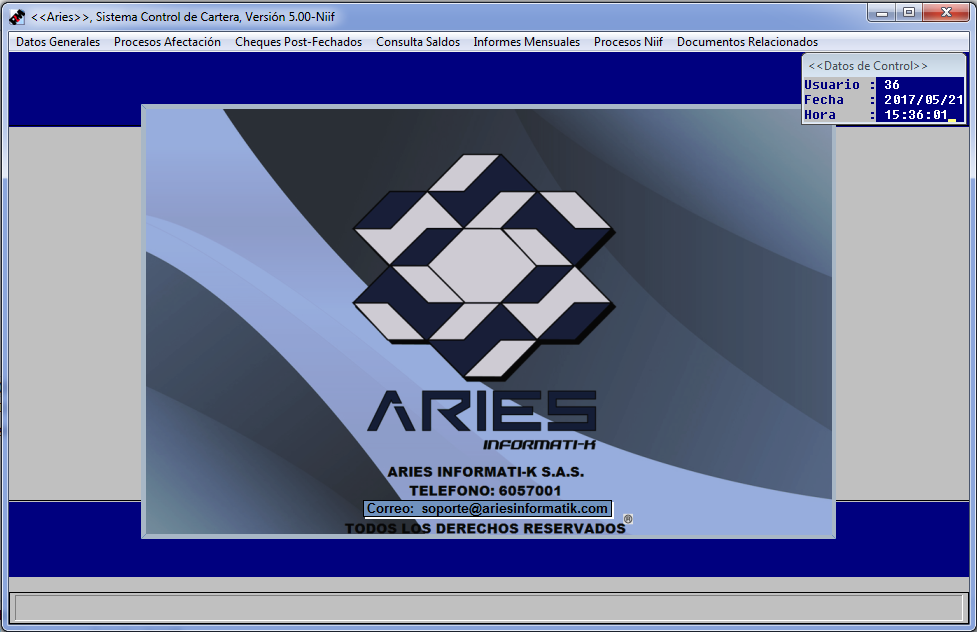 <<Aries>>, Sistema Control de Cartera, Versión 5.00-Niif
Datos Generales Procesos Afectación Cheques Post-Fechados Consulta Saldos Informes Mensuales Procesos Niif Documentos Relacionados
<<Datos de Control>>
Usuario : 36
Fecha : 2017/05/21
Hora : 15:36:01_
ARIES
INFORMATI-K
ARIES INFORMATI-K S.A.S.
TELEFONO: 6057001
Correo: soporte@ariesinformatik.com
®
TODOS LOS DERECHOS RESERVADOS